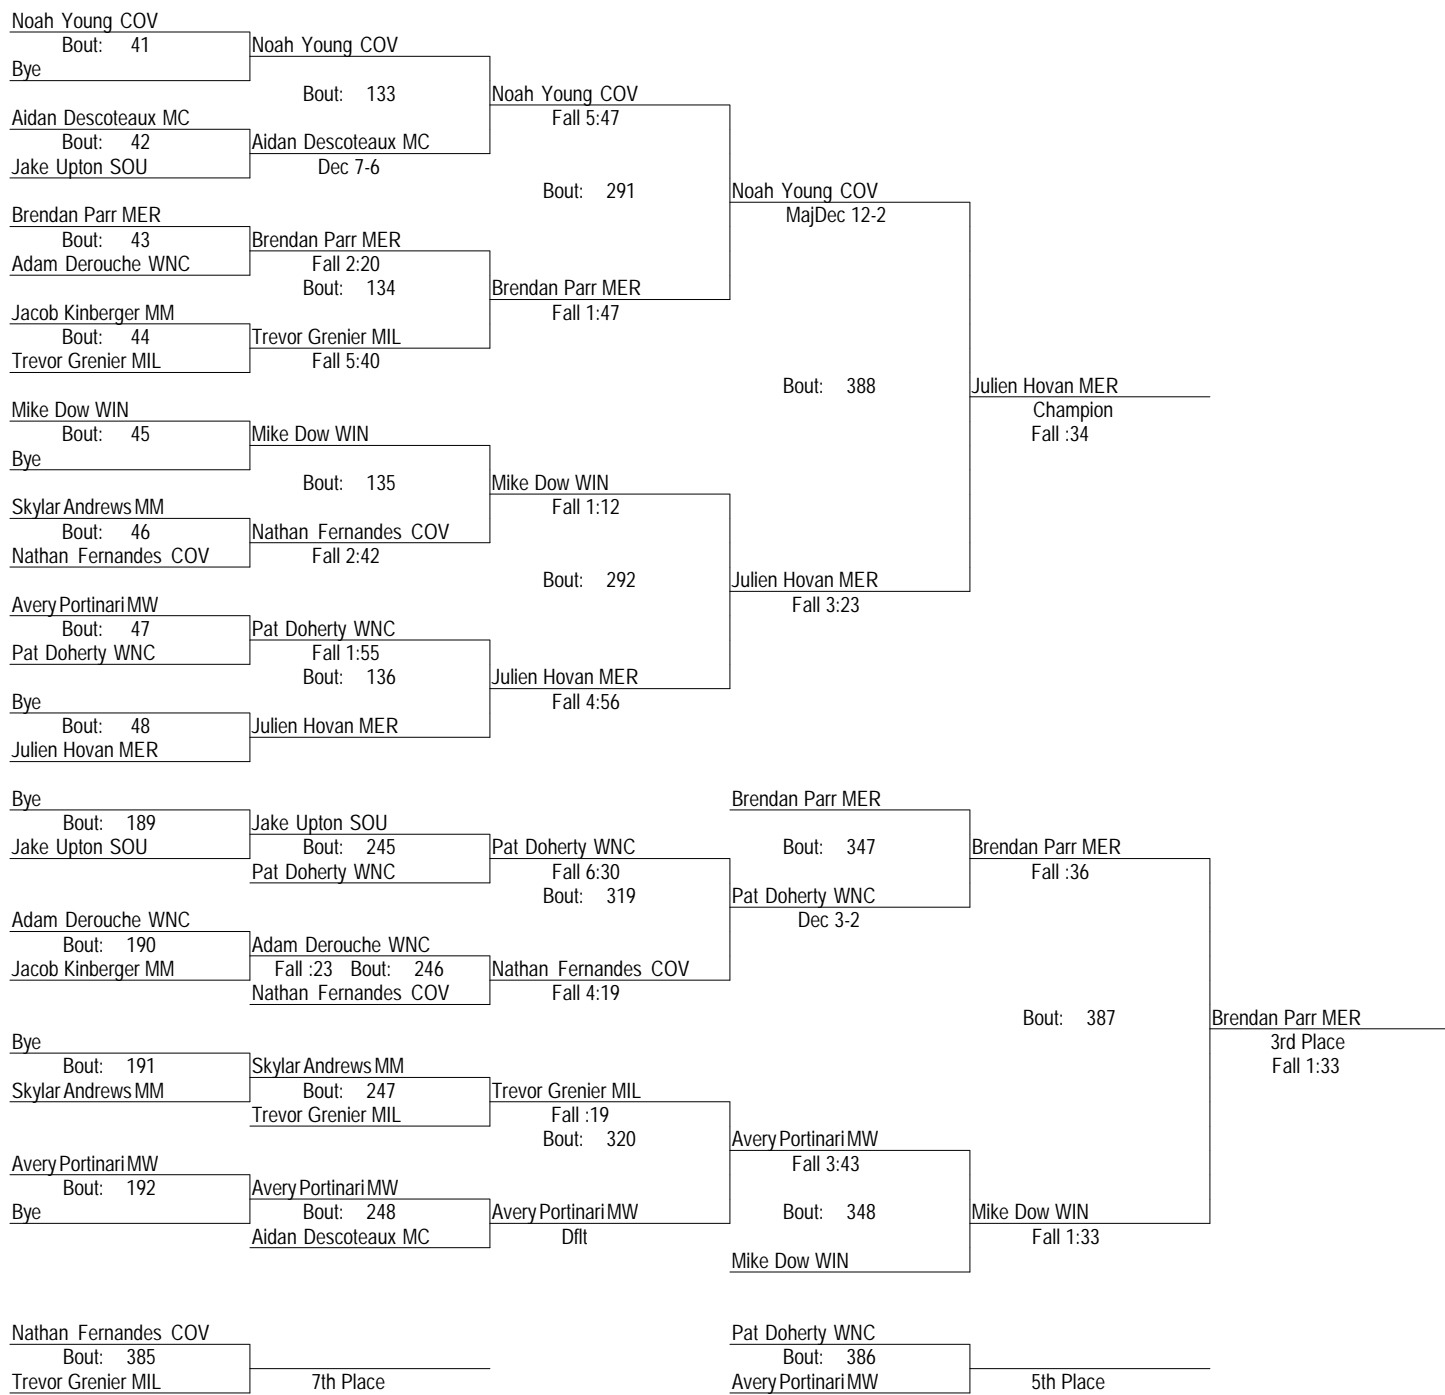 Noah Young COV
Bout: 41
Noah Young COV
Bye
Bout: 133
Noah Young COV
Fall 5:47
Aidan Descoteaux MC
Bout: 42
Aidan Descoteaux MC
Jake Upton SOU
Dec 7-6
Bout: 291
Noah Young COV
MajDec 12-2
Brendan Parr MER
Bout: 43
Brendan Parr MER
Adam Derouche WNC
Fall 2:20
Bout: 134
Brendan Parr MER
Fall 1:47
Jacob Kinberger MM
Bout: 44
Trevor Grenier MIL
Trevor Grenier MIL
Fall 5:40
Bout: 388
Julien Hovan MER
Champion
Fall :34
Mike Dow WIN
Bout: 45
Mike Dow WIN
Bye
Bout: 135
Mike Dow WIN
Fall 1:12
Skylar Andrews MM
Bout: 46
Nathan Fernandes COV
Nathan Fernandes COV
Fall 2:42
Bout: 292
Julien Hovan MER
Fall 3:23
Avery Portinari MW
Bout: 47
Pat Doherty WNC
Pat Doherty WNC
Fall 1:55
Bout: 136
Julien Hovan MER
Fall 4:56
Bye
Bout: 48
Julien Hovan MER
Julien Hovan MER
Bye
Brendan Parr MER
Bout: 189
Jake Upton SOU
Jake Upton SOU
Bout: 245
Pat Doherty WNC
Bout: 347
Brendan Parr MER
Pat Doherty WNC
Fall 6:30
Fall :36
Bout: 319
Pat Doherty WNC
Dec 3-2
Adam Derouche WNC
Bout: 190
Adam Derouche WNC
Jacob Kinberger MM
Fall :23 Bout: 246
Nathan Fernandes COV
Nathan Fernandes COV
Fall 4:19
Bout: 387
Brendan Parr MER
3rd Place
Fall 1:33
Bye
Bout: 191
Skylar Andrews MM
Skylar Andrews MM
Bout: 247
Trevor Grenier MIL
Trevor Grenier MIL
Fall :19
Bout: 320
Avery Portinari MW
Fall 3:43
Avery Portinari MW
Bout: 192
Avery Portinari MW
Bye
Bout: 248
Avery Portinari MW
Bout: 348
Mike Dow WIN
Aidan Descoteaux MC
Dflt
Fall 1:33
Mike Dow WIN
Nathan Fernandes COV
Bout: 385
Trevor Grenier MIL
7th Place
Pat Doherty WNC
Bout: 386
Avery Portinari MW
5th Place